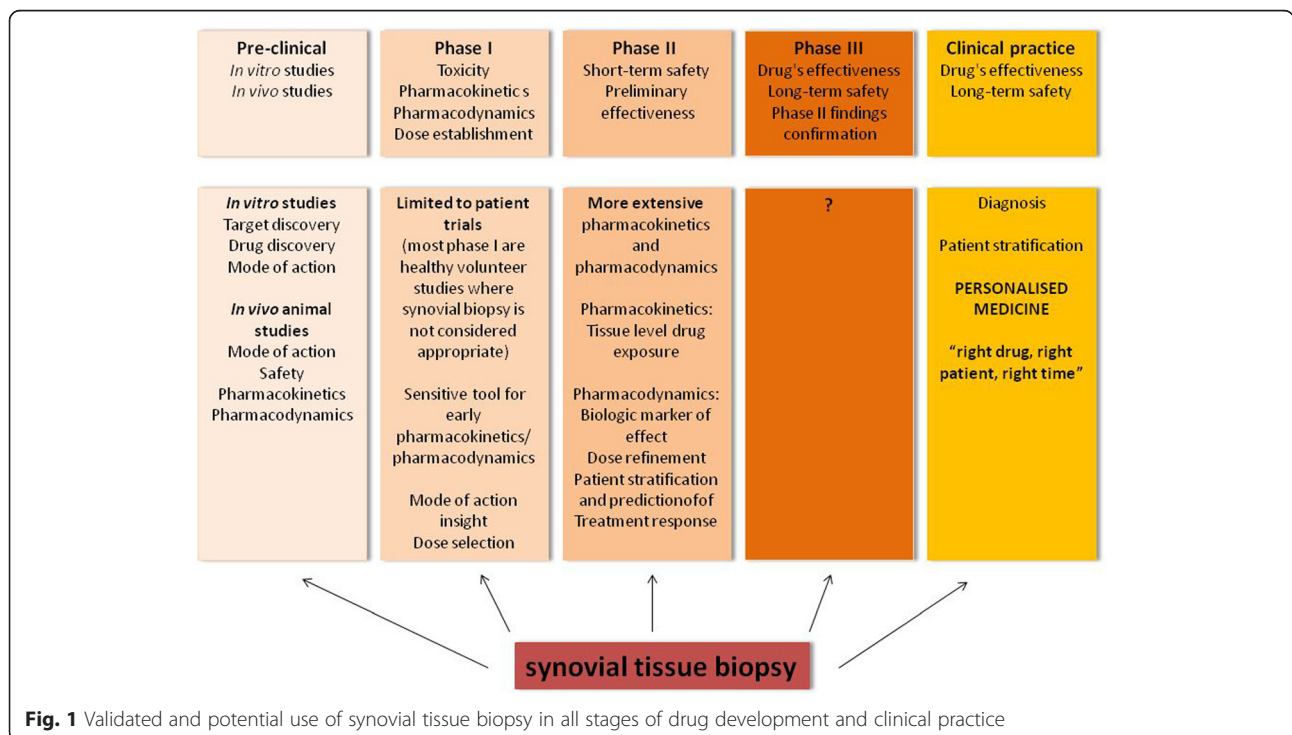 Pre-clinical
In vitro studies
In vivo studies
Phase I
Toxicity
Pharmacokinetic s
Pharmacodynamics
Dose establishment
Phase II
Short-term safety
Preliminary
effectiveness
Phase III
Drug's effectiveness
Long-term safety
Phase II findings
confirmation
Clinical practice
Drug's effectiveness
Long-term safety
In vitro studies
Target discovery
Drug discovery
Mode of action
In vivo animal
studies
Mode of action
Safety
Pharmacokinetics
Pharmacodynamics
Limited to patient
trials
(most phase I are
healthy volunteer
studies where
synovial biopsy is
not considered
appropriate)
Sensitive tool for
early
pharmacokinetics/
pharmacodynamics
Mode of action
insight
Dose selection
More extensive
pharmacokinetics
and
pharmacodynamics
Pharmacokinetics:
Tissue level drug
exposure
Pharmacodynamics:
Biologic marker of
effect
Dose refinement
Patient stratification
and predictionofof
Treatment response
?
Diagnosis
Patient stratification
PERSONALISED
MEDICINE
“right drug, right
patient, right time”
synovial tissue biopsy
Fig. 1 Validated and potential use of synovial tissue biopsy in all stages of drug development and clinical practice